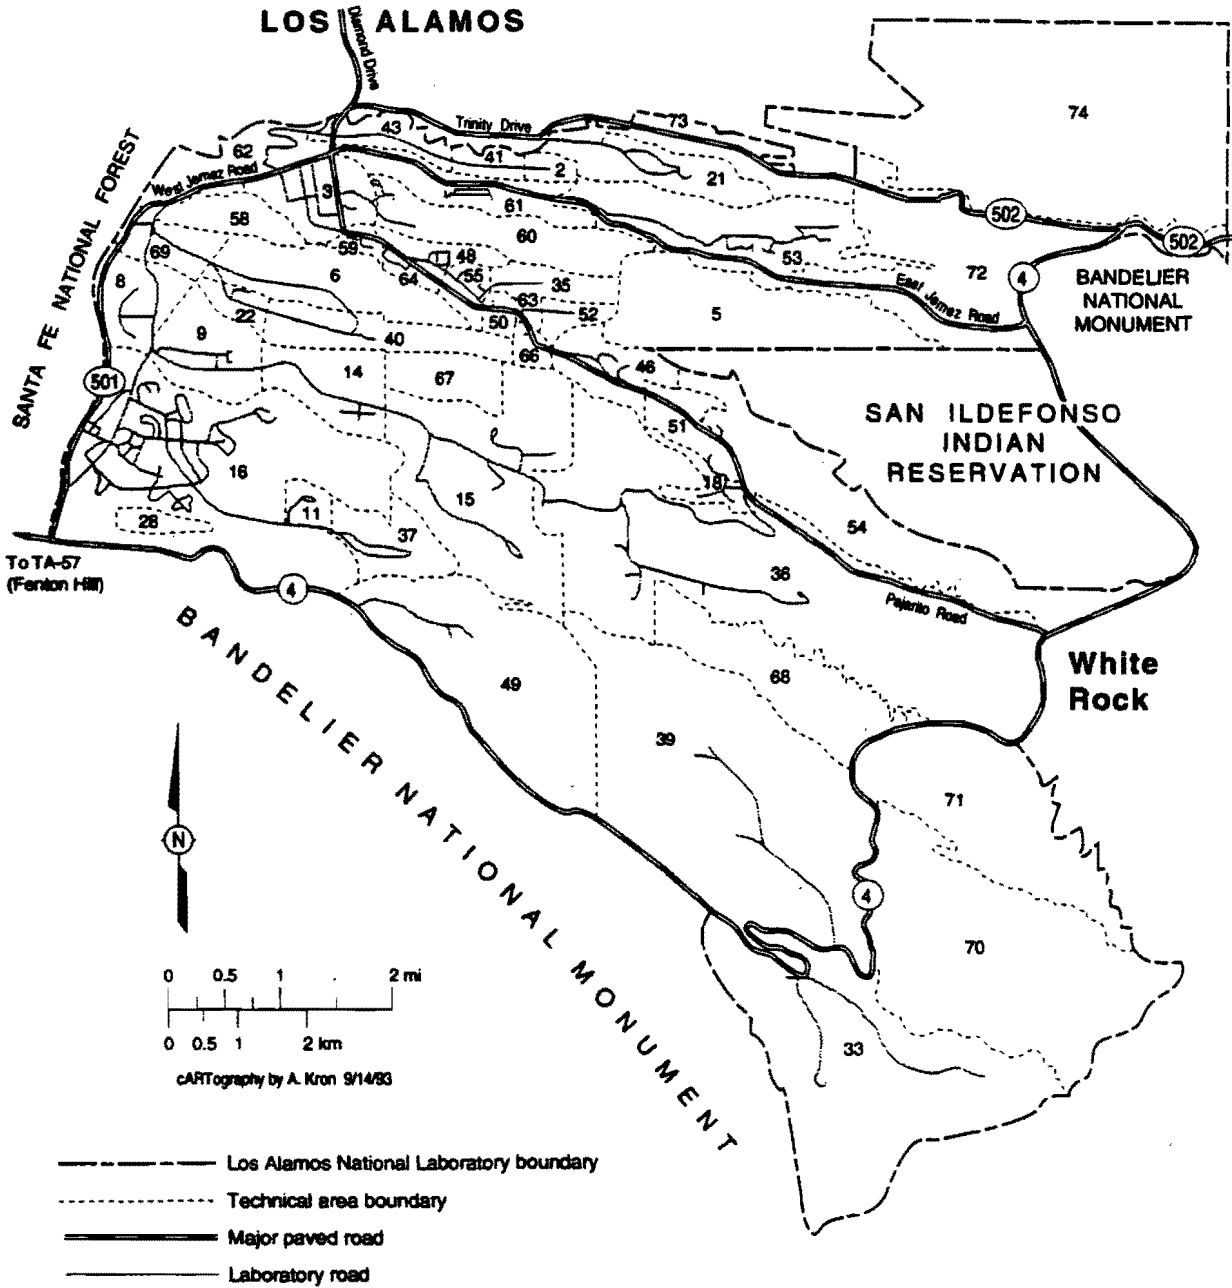 LOS ALAMOS
Diamond Drive
74
73
Trinity Drive
43
62
41
2
21
West Jemez Road
3
61
502
58
60
502
59
48
53
72
69
6
64
55
35
4
BANDELIER
NATIONAL
MONUMENT
8
63
East Jemez Road
22
50
52
5
9
40
66
SANTA FE NATIONAL FOREST
14
67
46
501
SAN ILDEFONSO
INDIAN
RESERVATION
51
16
18
15
11
28
37
54
To TA-57
(Fenton Hill)
36
4
Pajarito Road
White
Rock
BANDELIER NATIONAL MONUMENT
49
68
39
71
N
4
70
0 0.5 1 2 mi
0 0.5 1 2 km
33
cARTography by A. Kron 9/14/93
Los Alamos National Laboratory boundary
Technical area boundary
Major paved road
Laboratory road